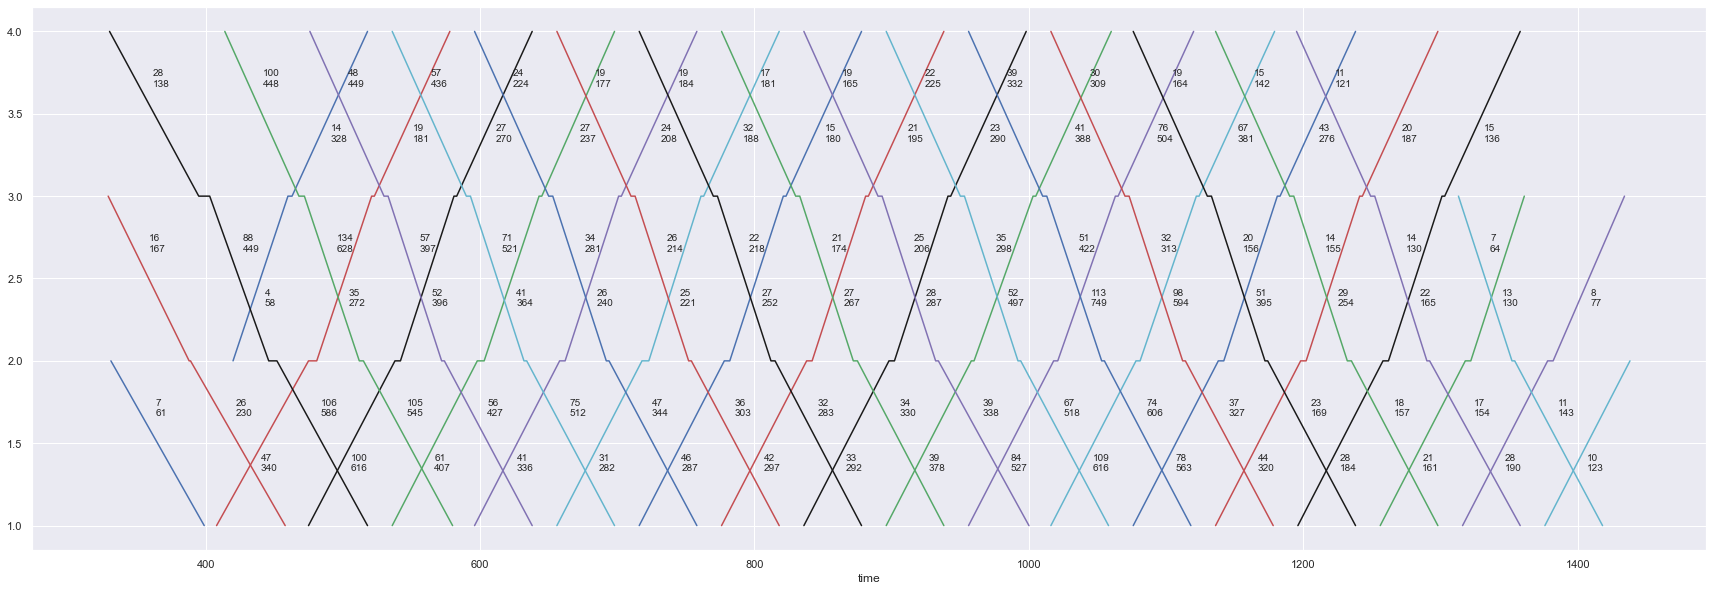 4.0
28 100 48 57 24 19 19 17 19 22 39 30 19 15 11
138 448 449 436 224 177 184 181 165 225 332 309 164 142 121
3.5
14 19 27 27 24 32 15 21 23 41 76 67 43 20 15
328 181 270 237 208 188 180 195 290 388 504 381 276 187 136
3.0
16 88 134 57 71 34 26 22 21 25 35 51 32 20 14 14 7
167 449 628 397 521 281 214 218 174 206 298 422 313 156 155 130 64
2.5
4 35 52 41 26 25 27 27 28 52 113 98 51 29 22 13 8
58 272 396 364 240 221 252 267 287 497 749 594 395 254 165 130 77
2.0
7 26 106 105 56 75 47 36 32 34 39 67 74 37 23 18 17 11
61 230 586 545 427 512 344 303 283 330 338 518 606 327 169 157 154 143
1.5
47 100 61 41 31 46 42 33 39 84 109 78 44 28 21 28 10
340 616 407 336 282 287 297 292 378 527 616 563 320 184 161 190 123
1.0
400 600 800 1000 1200 1400
time